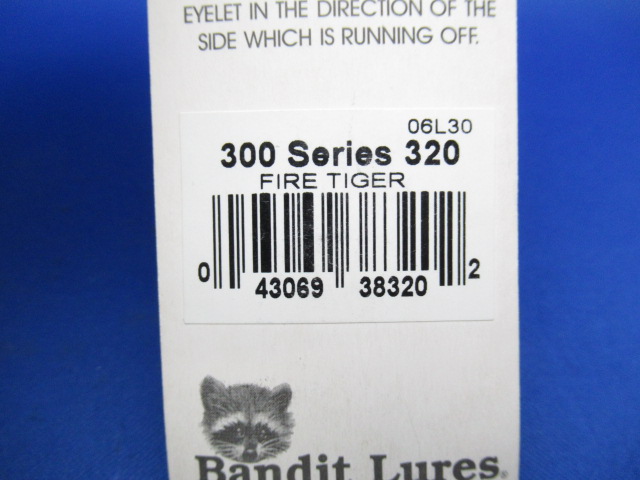 EYELET IN THE DIRECTION OF THE
SIDE WHICH IS RUNNING OFF.
06L30
300 Series 320
FIRE TIGER
0 43069 38320 2
Bandit Lures®